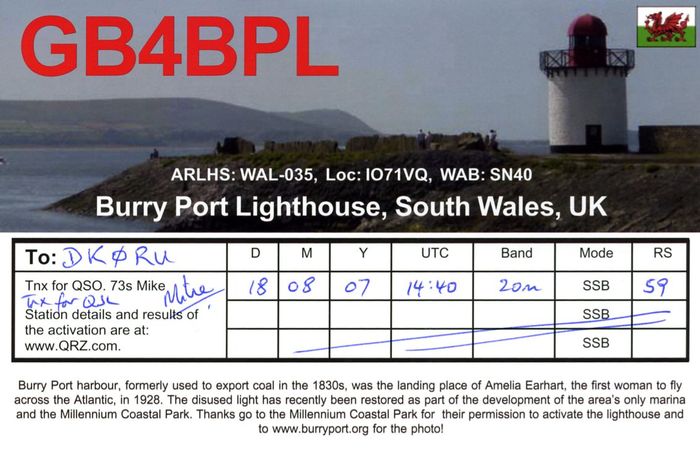 GB4BPL
ARLHS: WAL-035, Loc: IO71VQ, WAB: SN40
Burry Port Lighthouse, South Wales, UK
To: DKØRU D M Y UTC Band Mode RS
Tnx for QSO. 73s Mike 18 08 07 14:40 20m SSB 59
Tnx for QSL Mike
Station details and results of SSB
the activation are at:
www.QRZ.com. SSB
Burry Port harbour, formerly used to export coal in the 1830s, was the landing place of Amelia Earhart, the first woman to fly
across the Atlantic, in 1928. The disused light has recently been restored as part of the development of the area's only marina
and the Millennium Coastal Park. Thanks go to the Millennium Coastal Park for their permission to activate the lighthouse and
to www.burryport.org for the photo!